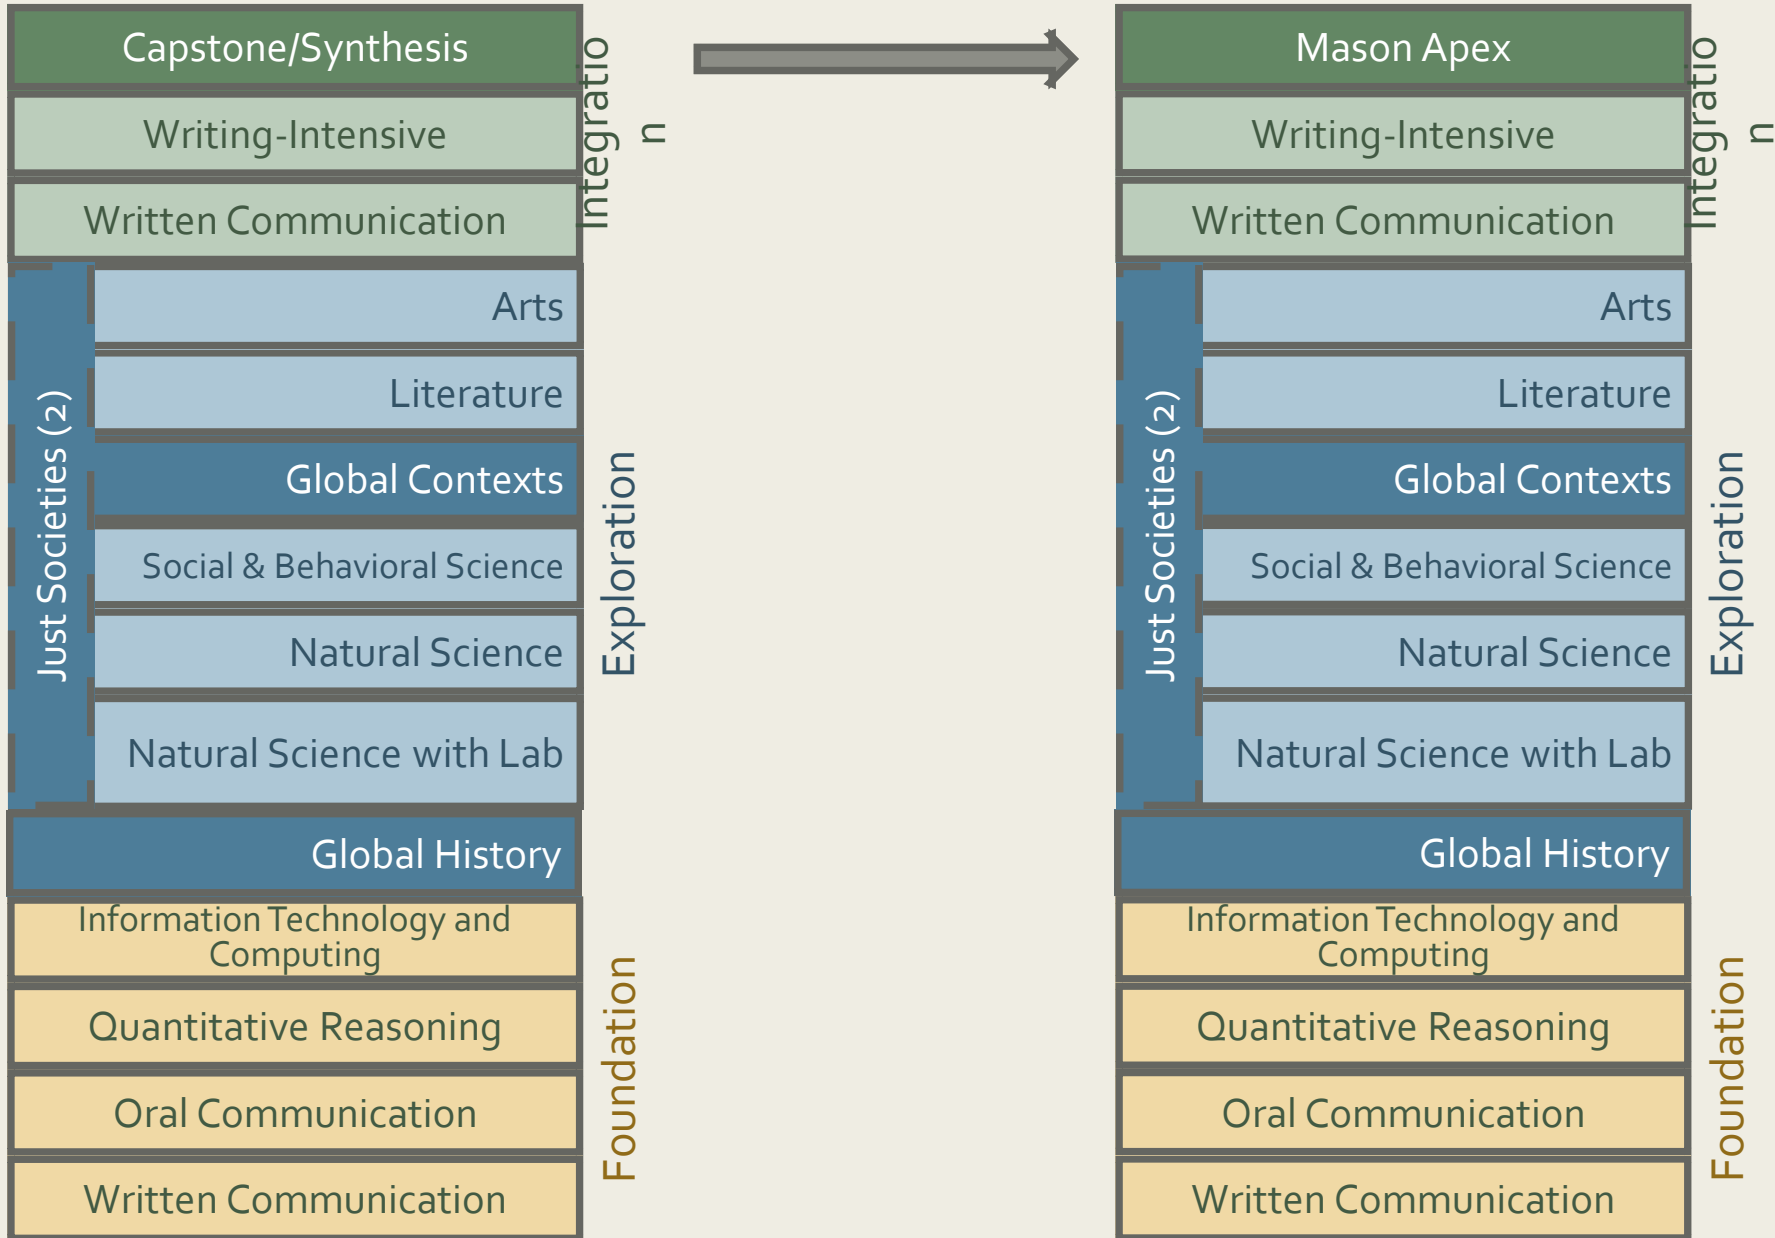 Capstone/Synthesis
Writing-Intensive
Written Communication
Integratio
n
Just Societies (2)
Arts
Literature
Global Contexts
Social & Behavioral Science
Natural Science
Natural Science with Lab
Exploration
Global History
Information Technology and
Computing
Quantitative Reasoning
Oral Communication
Written Communication
Foundation
Mason Apex
Writing-Intensive
Written Communication
Integratio
n
Just Societies (2)
Arts
Literature
Global Contexts
Social & Behavioral Science
Natural Science
Natural Science with Lab
Exploration
Global History
Information Technology and
Computing
Quantitative Reasoning
Oral Communication
Written Communication
Foundation